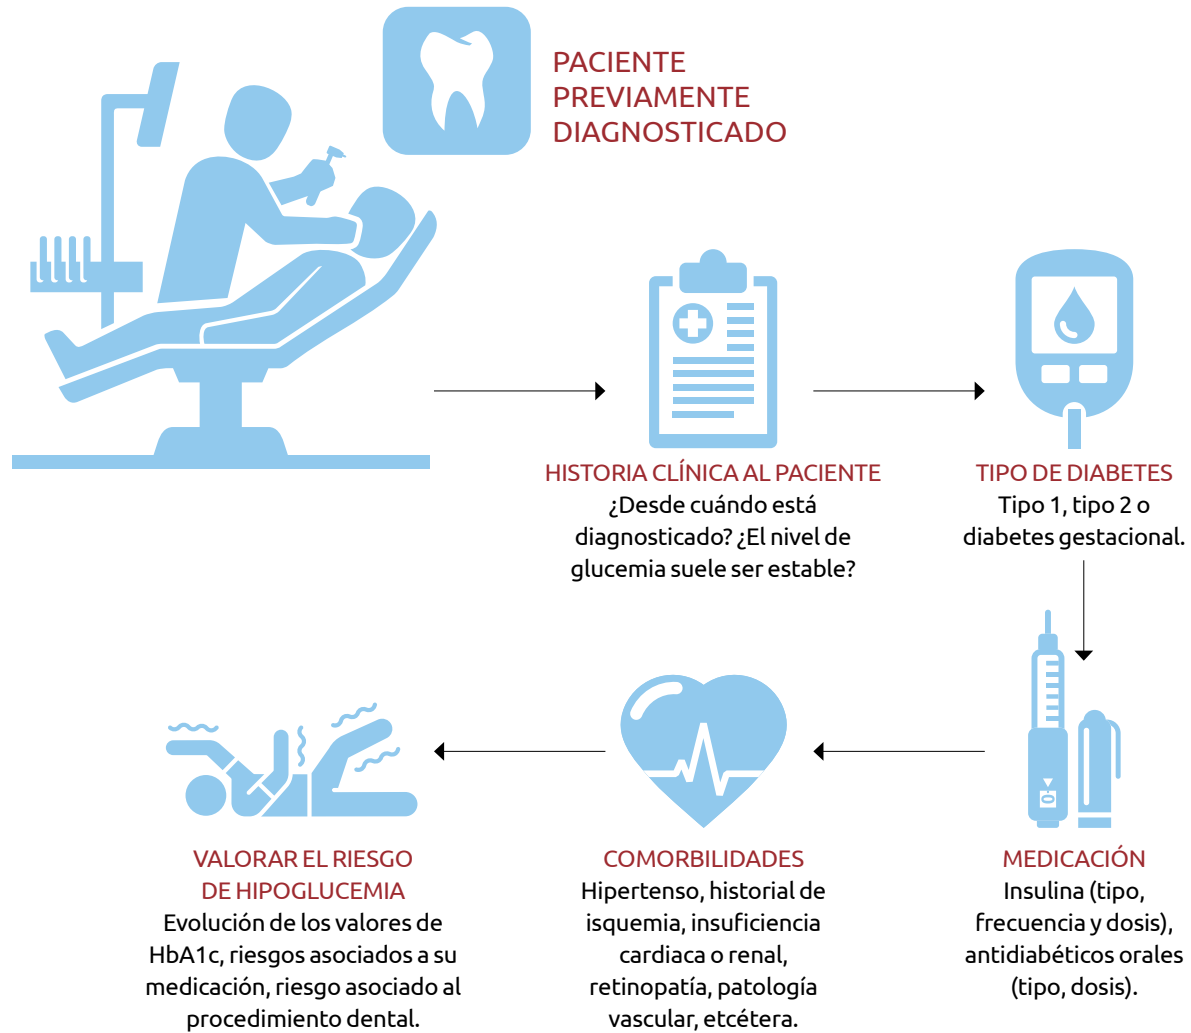 PACIENTE
PREVIAMENTE
DIAGNOSTICADO
HISTORIA CLÍNICA AL PACIENTE
¿Desde cuándo está
diagnosticado? ¿El nivel de
glucemia suele ser estable?
TIPO DE DIABETES
Tipo 1, tipo 2 o
diabetes gestacional.
MEDICACIÓN
Insulina (tipo,
frecuencia y dosis),
antidiabéticos orales
(tipo, dosis).
COMORBILIDADES
Hipertenso, historial de
isquemia, insuficiencia
cardiaca o renal,
retinopatía, patología
vascular, etcétera.
VALORAR EL RIESGO
DE HIPOGLUCEMIA
Evolución de los valores de
HbA1c, riesgos asociados a su
medicación, riesgo asociado al
procedimiento dental.